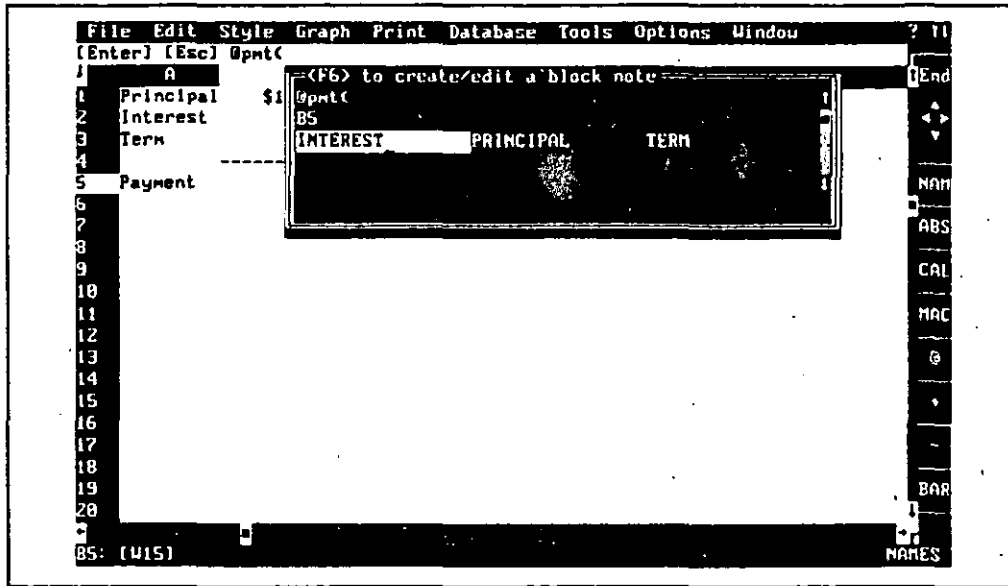 File Edit Style Graph Print Database Tools Options Window ? ↑↓
[Enter] [Esc] @pmt(
A
<F6> to create/edit a block note
End
1 Principal $1
@pmt(
2 Interest
B5
3 Term
INTEREST PRINCIPAL TERM
4 --------
5 Payment
NAM
6
7
ABS
8
9
CAL
10
11
MAC
12
13
@
14
15
+
16
17
-
18
19
BAR
20
B5: [W15] NAMES